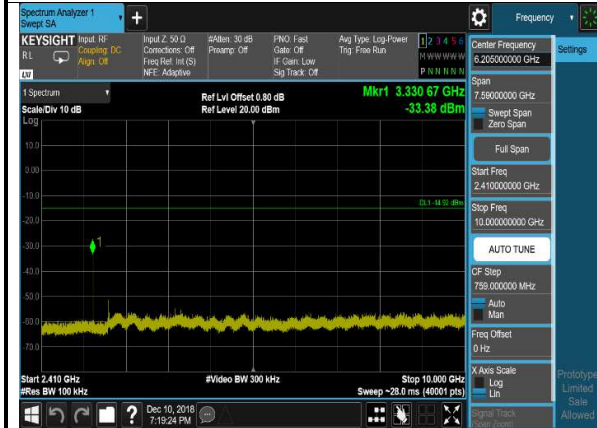 Spectrum Analyzer 1
Swept SA
+
Frequency
KEYSIGHT
RL
LXI
Input: RF
Coupling: DC
Align: Off
Input Z: 50 Ω
Corrections: Off
Freq Ref: Int (S)
NFE: Adaptive
#Atten: 30 dB
Preamp: Off
PNO: Fast
Gate: Off
IF Gain: Low
Sig Track: Off
Avg Type: Log-Power
Trig: Free Run
1 2 3 4 5 6
M W W W W W
P N N N N N
1 Spectrum
Scale/Div 10 dB
Log
Ref Lvl Offset 0.80 dB
Ref Level 20.00 dBm
Mkr1 3.330 67 GHz
-33.38 dBm
10.0
0.00
-10.0
-20.0
-30.0
-40.0
-50.0
-60.0
-70.0
1
Start 2.410 GHz
#Res BW 100 kHz
#Video BW 300 kHz
Stop 10.000 GHz
Sweep ~28.0 ms (40001 pts)
Dec 10, 2018
7:19:24 PM
Center Frequency
6.205000000 GHz
Span
7.59000000 GHz
Swept Span
Zero Span
Full Span
Start Freq
2.410000000 GHz
Stop Freq
10.000000000 GHz
AUTO TUNE
CF Step
759.000000 MHz
Auto
Man
Freq Offset
0 Hz
X Axis Scale
Log
Lin
Signal Track
(Span Zoom)
Settings
Prototype
Limited
Sale
Allowed